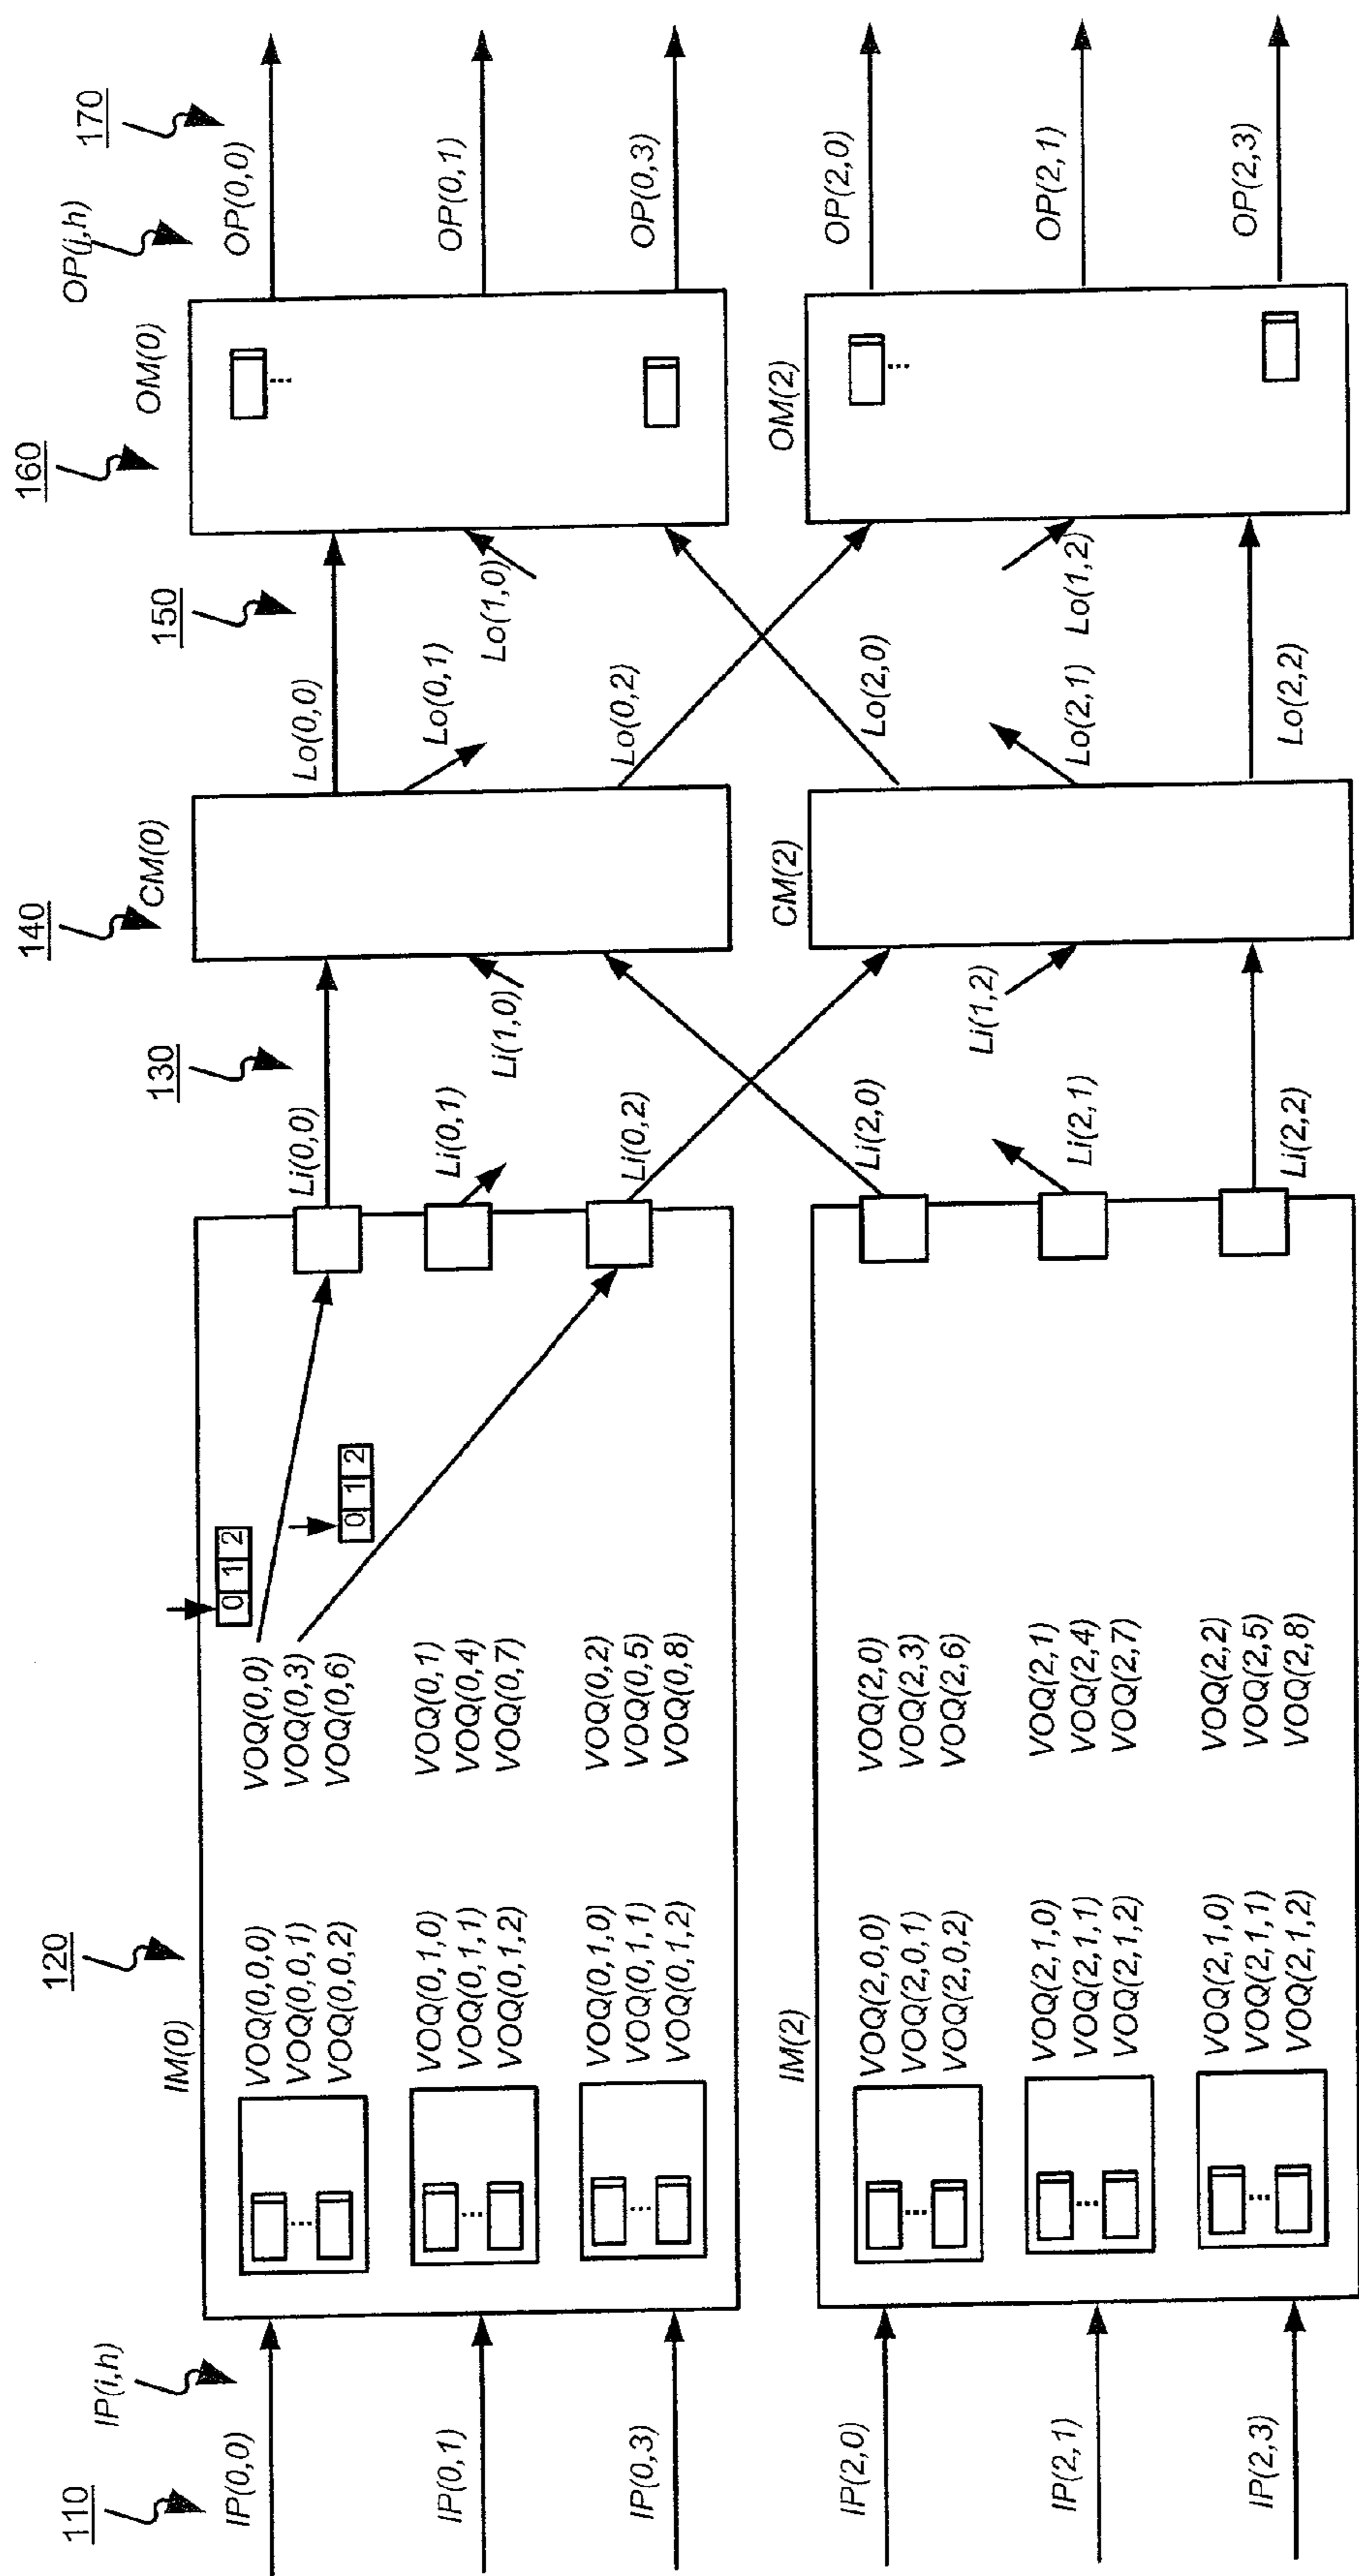 110
IP(i,h)
120
130
140
150
160
OP(j,h)
170
IM(0)
CM(0)
OM(0)
IP(0,0)
IP(0,1)
IP(0,3)
VOQ(0,0,0)
VOQ(0,0,1)
VOQ(0,0,2)
VOQ(0,1,0)
VOQ(0,1,1)
VOQ(0,1,2)
VOQ(0,1,0)
VOQ(0,1,1)
VOQ(0,1,2)
VOQ(0,0)
VOQ(0,3)
VOQ(0,6)
VOQ(0,1)
VOQ(0,4)
VOQ(0,7)
VOQ(0,2)
VOQ(0,5)
VOQ(0,8)
0 1 2
0 1 2
Li(0,0)
Li(0,1)
Li(0,2)
Li(1,0)
Lo(0,0)
Lo(0,1)
Lo(0,2)
Lo(1,0)
OP(0,0)
OP(0,1)
OP(0,3)
IM(2)
CM(2)
OM(2)
IP(2,0)
IP(2,1)
IP(2,3)
VOQ(2,0,0)
VOQ(2,0,1)
VOQ(2,0,2)
VOQ(2,1,0)
VOQ(2,1,1)
VOQ(2,1,2)
VOQ(2,1,0)
VOQ(2,1,1)
VOQ(2,1,2)
VOQ(2,0)
VOQ(2,3)
VOQ(2,6)
VOQ(2,1)
VOQ(2,4)
VOQ(2,7)
VOQ(2,2)
VOQ(2,5)
VOQ(2,8)
Li(2,0)
Li(2,1)
Li(2,2)
Li(1,2)
Lo(2,0)
Lo(2,1)
Lo(2,2)
Lo(1,2)
OP(2,0)
OP(2,1)
OP(2,3)